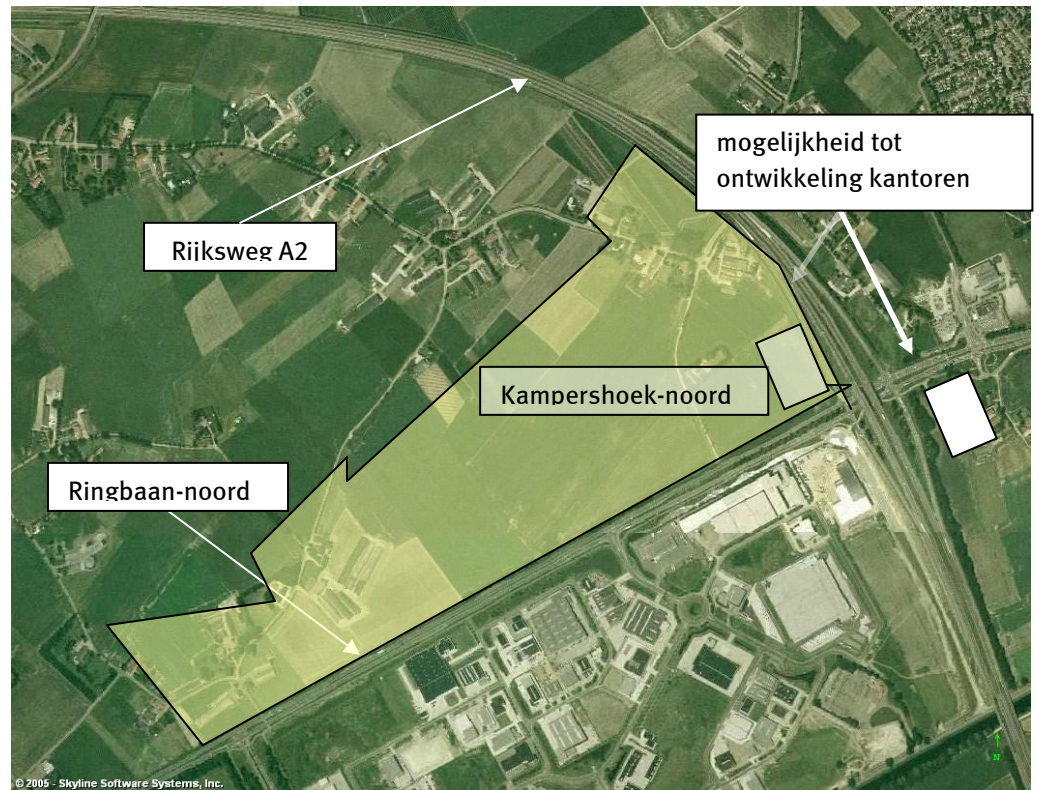 mogelijkheid tot
ontwikkeling kantoren
Rijksweg A2
Kampershoek-noord
Ringbaan-noord
N
© 2005 - Skyline Software Systems, Inc.